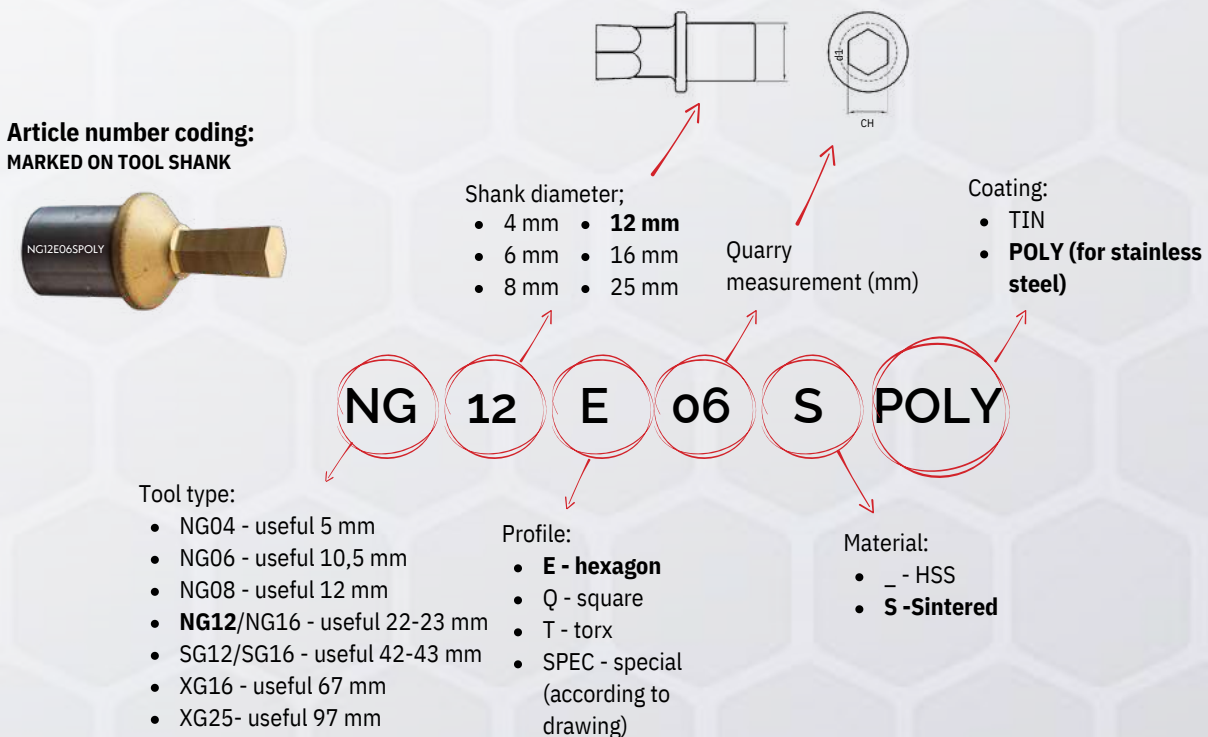 d1
CH
Article number coding:
MARKED ON TOOL SHANK
NG12E06SPOLY
Shank diameter;
• 4 mm • 12 mm
• 6 mm • 16 mm
• 8 mm • 25 mm
Quarry
measurement (mm)
Coating:
• TIN
• POLY (for stainless
steel)
NG 12 E 06 S POLY
Tool type:
• NG04 - useful 5 mm
• NG06 - useful 10,5 mm
• NG08 - useful 12 mm
• NG12/NG16 - useful 22-23 mm
• SG12/SG16 - useful 42-43 mm
• XG16 - useful 67 mm
• XG25- useful 97 mm
Profile:
• E - hexagon
• Q - square
• T - torx
• SPEC - special
(according to
drawing)
Material:
• _ - HSS
• S -Sintered